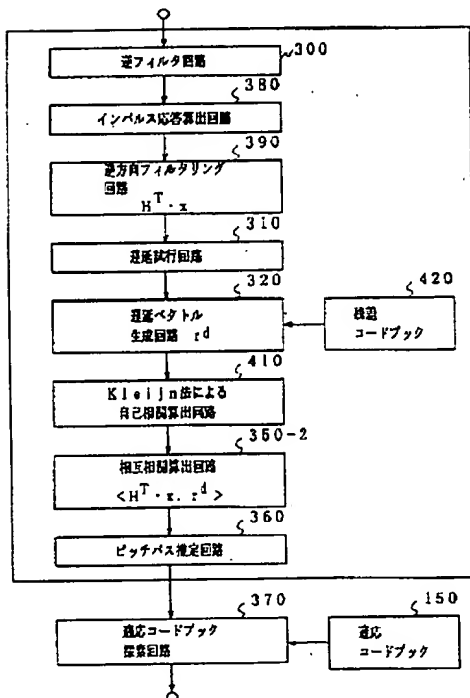 300
逆フィルタ回路
380
インパルス応答算出回路
390
逆方向フィルタリング
回路
H^T・x
310
遅延試行回路
320
遅延ベクトル
生成回路 r^d
420
コードブック
410
Kleijn法による
自己相関算出回路
350-2
相互相関算出回路
<H^T・x, r^d>
360
ピッチパス推定回路
370
適応コードブック
探索回路
150
適応
コードブック